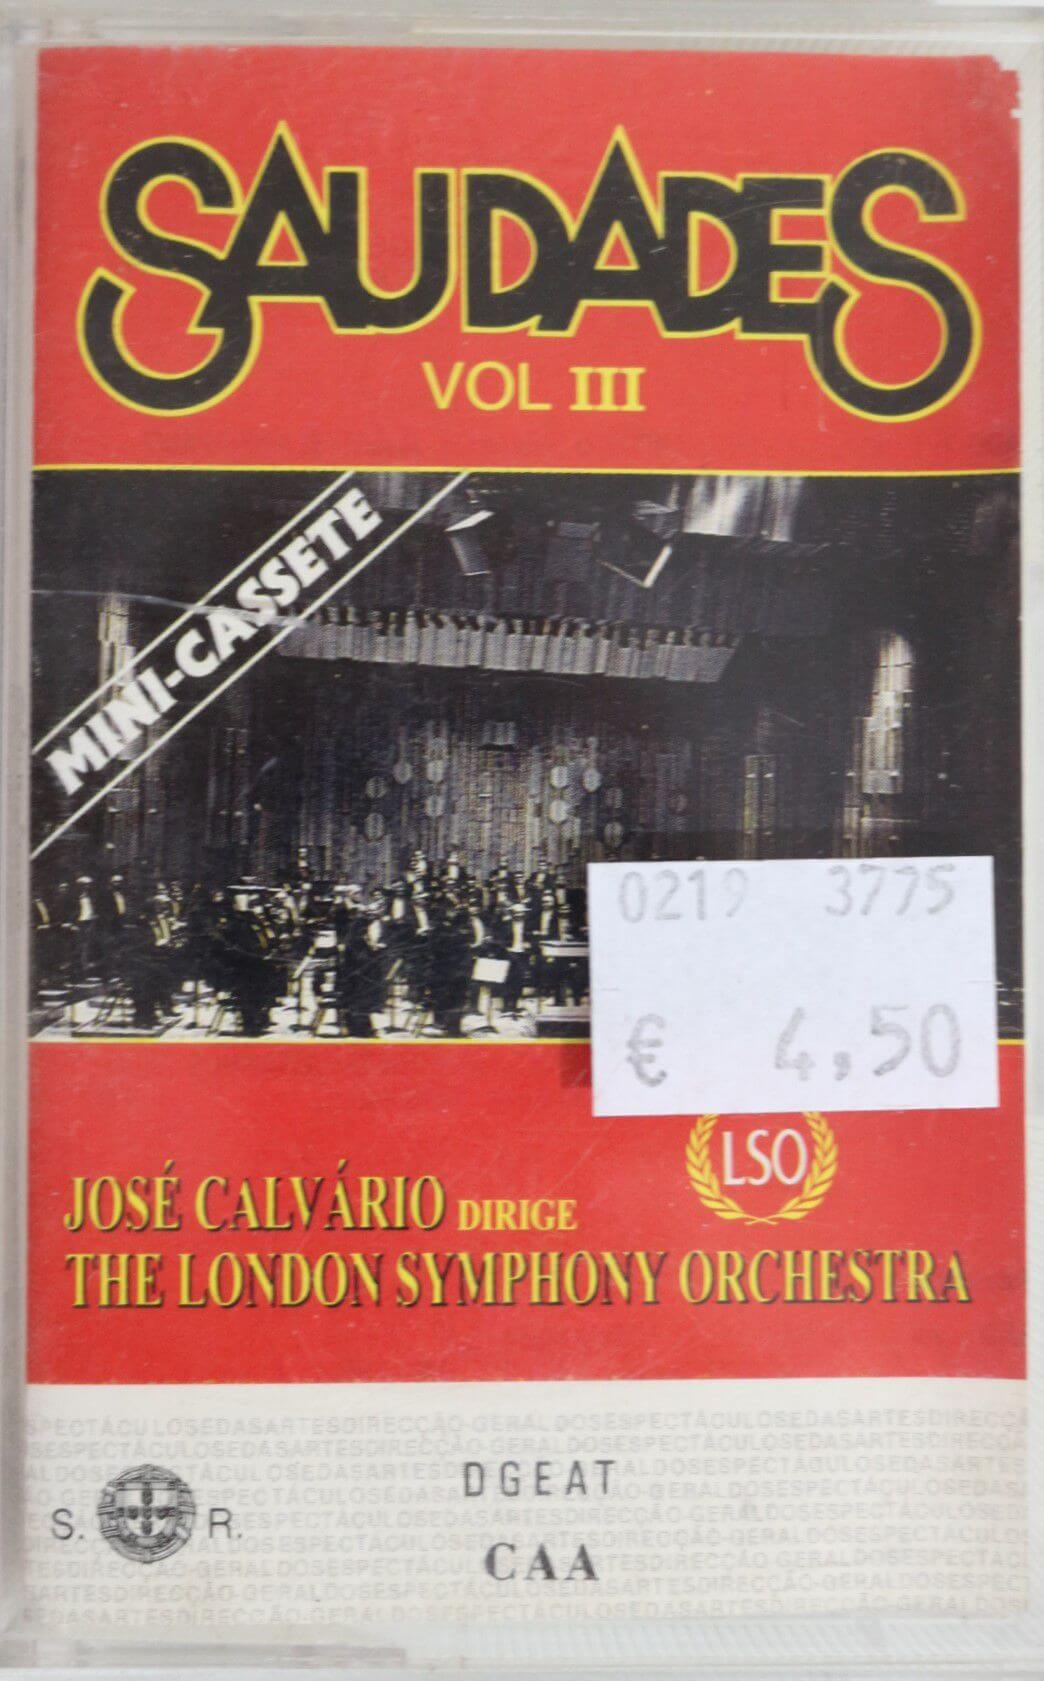 SAUDADES
VOL III
MINI-CASSETE
0219 3775
€ 4,50
LSO
JOSÉ CALVÁRIO DIRIGE
THE LONDON SYMPHONY ORCHESTRA
DGEAT
S. R.
CAA